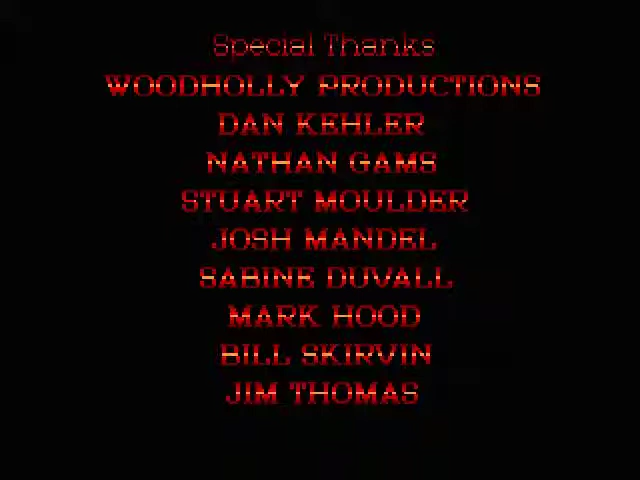 Special Thanks
WOODHOLLY PRODUCTIONS
DAN KEHLER
NATHAN GAMS
STUART MOULDER
JOSH MANDEL
SABINE DUVALL
MARK HOOD
BILL SKIRVIN
JIM THOMAS